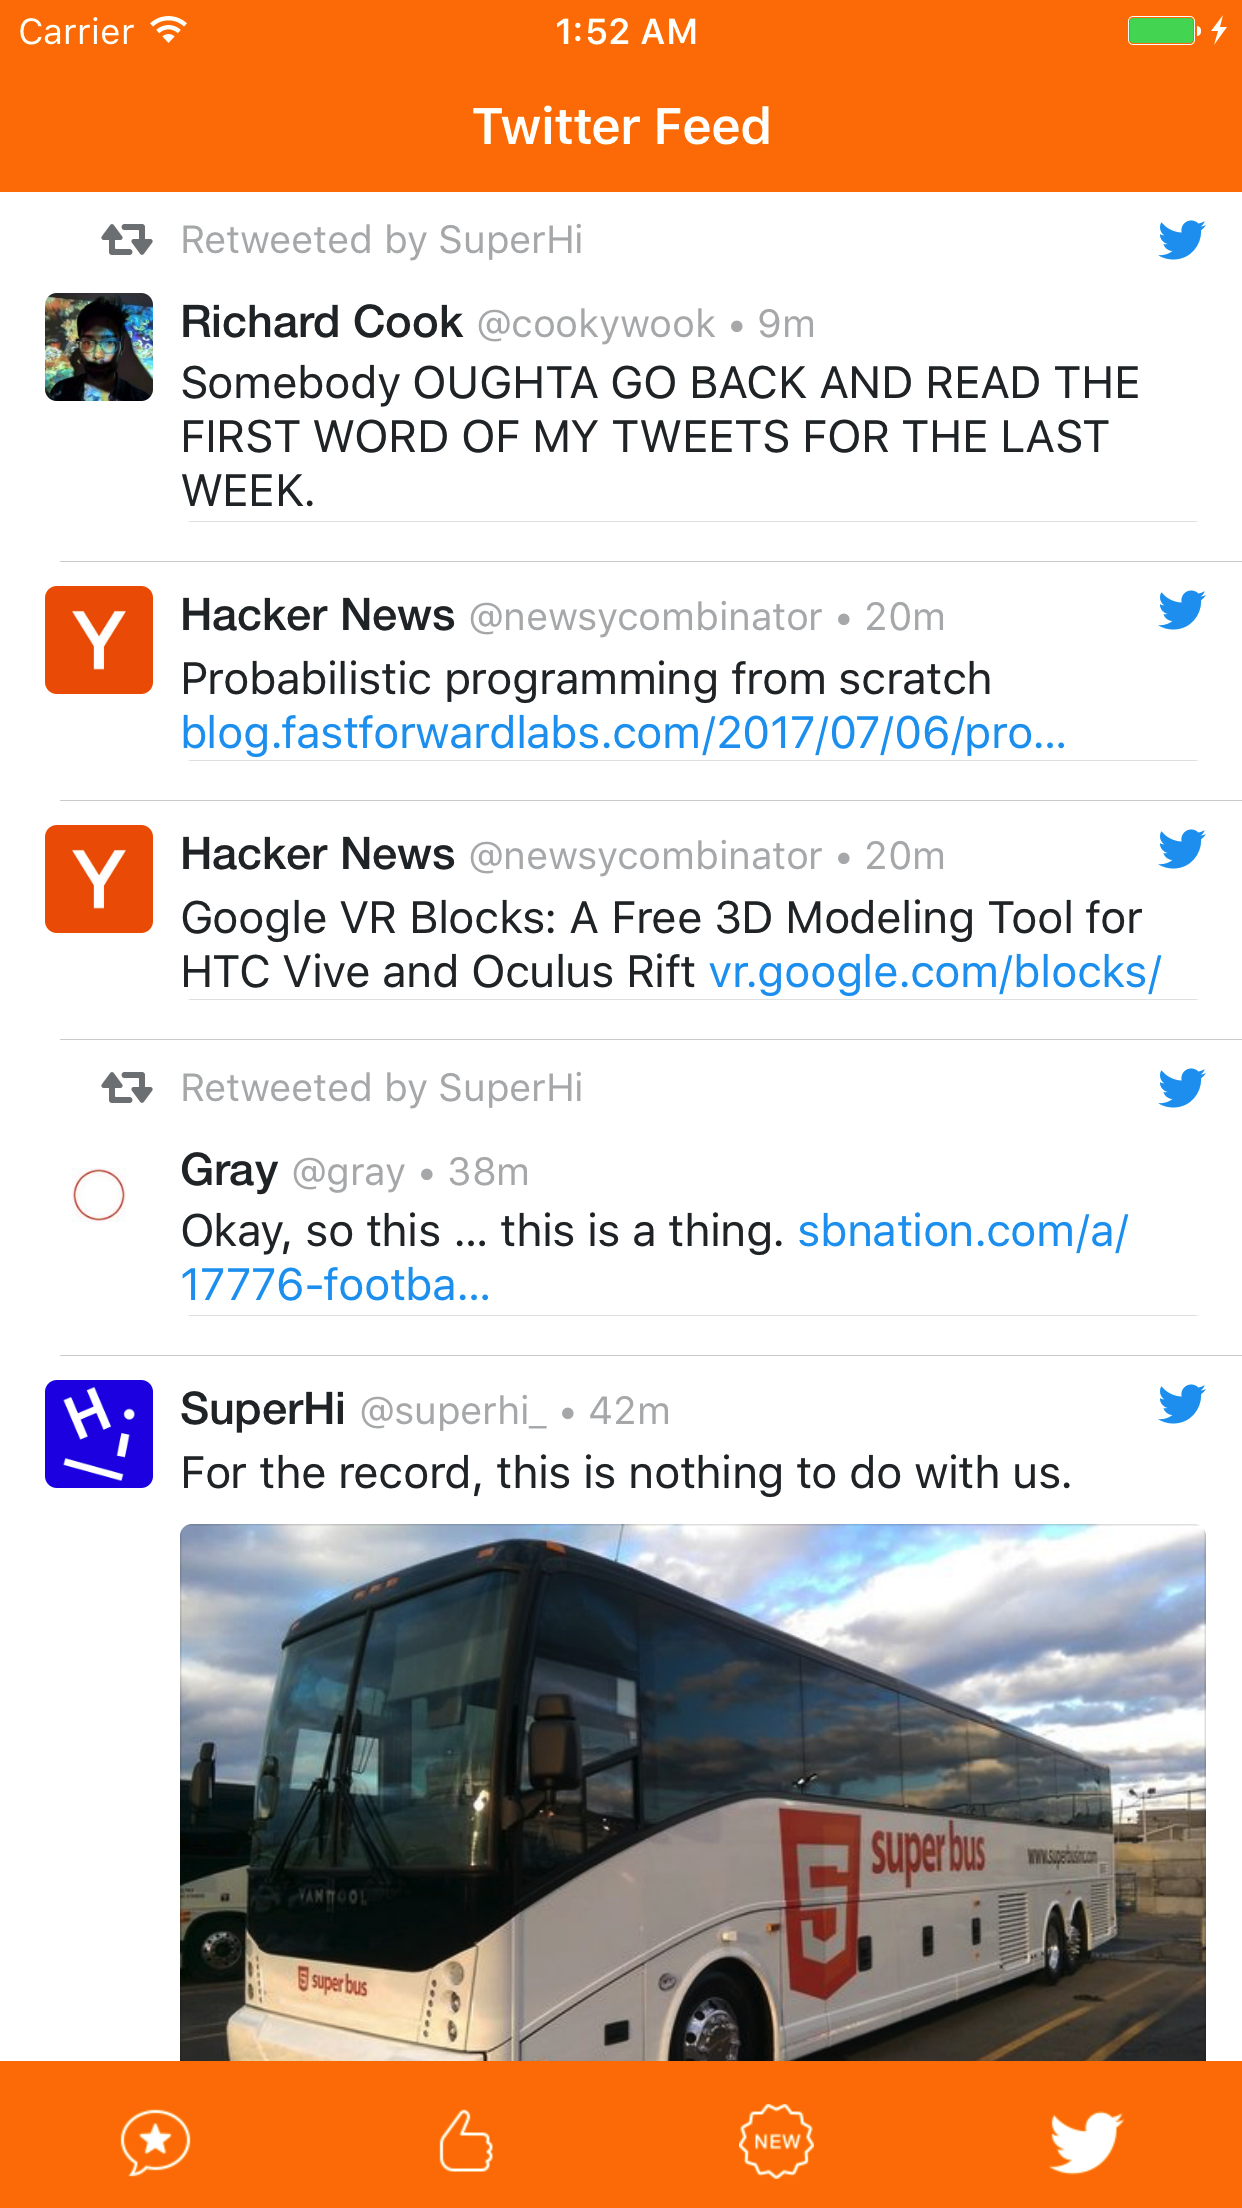 Carrier 1:52 AM
Twitter Feed
Retweeted by SuperHi
Richard Cook @cookywook • 9m
Somebody OUGHTA GO BACK AND READ THE
FIRST WORD OF MY TWEETS FOR THE LAST
WEEK.
Y
Hacker News @newsycombinator • 20m
Probabilistic programming from scratch
blog.fastforwardlabs.com/2017/07/06/pro...
Y
Hacker News @newsycombinator • 20m
Google VR Blocks: A Free 3D Modeling Tool for
HTC Vive and Oculus Rift vr.google.com/blocks/
Retweeted by SuperHi
Gray @gray • 38m
Okay, so this ... this is a thing. sbnation.com/a/
17776-footba...
Hi
SuperHi @superhi_ • 42m
For the record, this is nothing to do with us.
5 super bus
www.superbusinc.com
VANHOOL
5 super bus
NEW